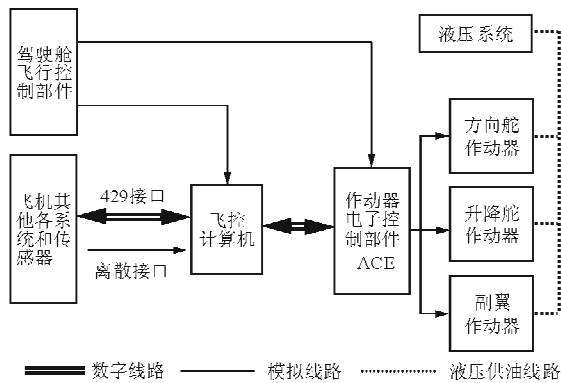 驾驶舱
飞行控
制部件
液压系统
方向舵
作动器
飞机其
他各系
统和传
感器
429接口
离散接口
飞控
计算机
作动器
电子控
制部件
ACE
升降舵
作动器
副翼
作动器
数字线路
模拟线路
液压供油线路